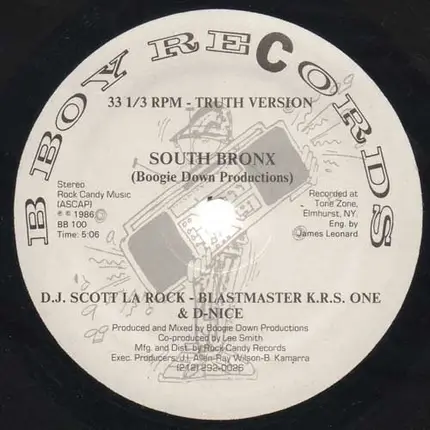 B BOY RECORDS
33 1/3 RPM - TRUTH VERSION
SOUTH BRONX
(Boogie Down Productions)
Stereo
Rock Candy Music
(ASCAP)
℗ © 1986
BB 100
Time: 5:06
Recorded at
Tone Zone,
Elmhurst, NY.
Eng. by
James Leonard
D.J. SCOTT LA ROCK - BLASTMASTER K.R.S. ONE
& D-NICE
Produced and Mixed by Boogie Down Productions
Co-produced by Lee Smith
Mfg. and Dist. by Rock Candy Records
Exec. Producers, J.I. Allen-Ray Wilson-B. Kamarra
(212) 292-0026